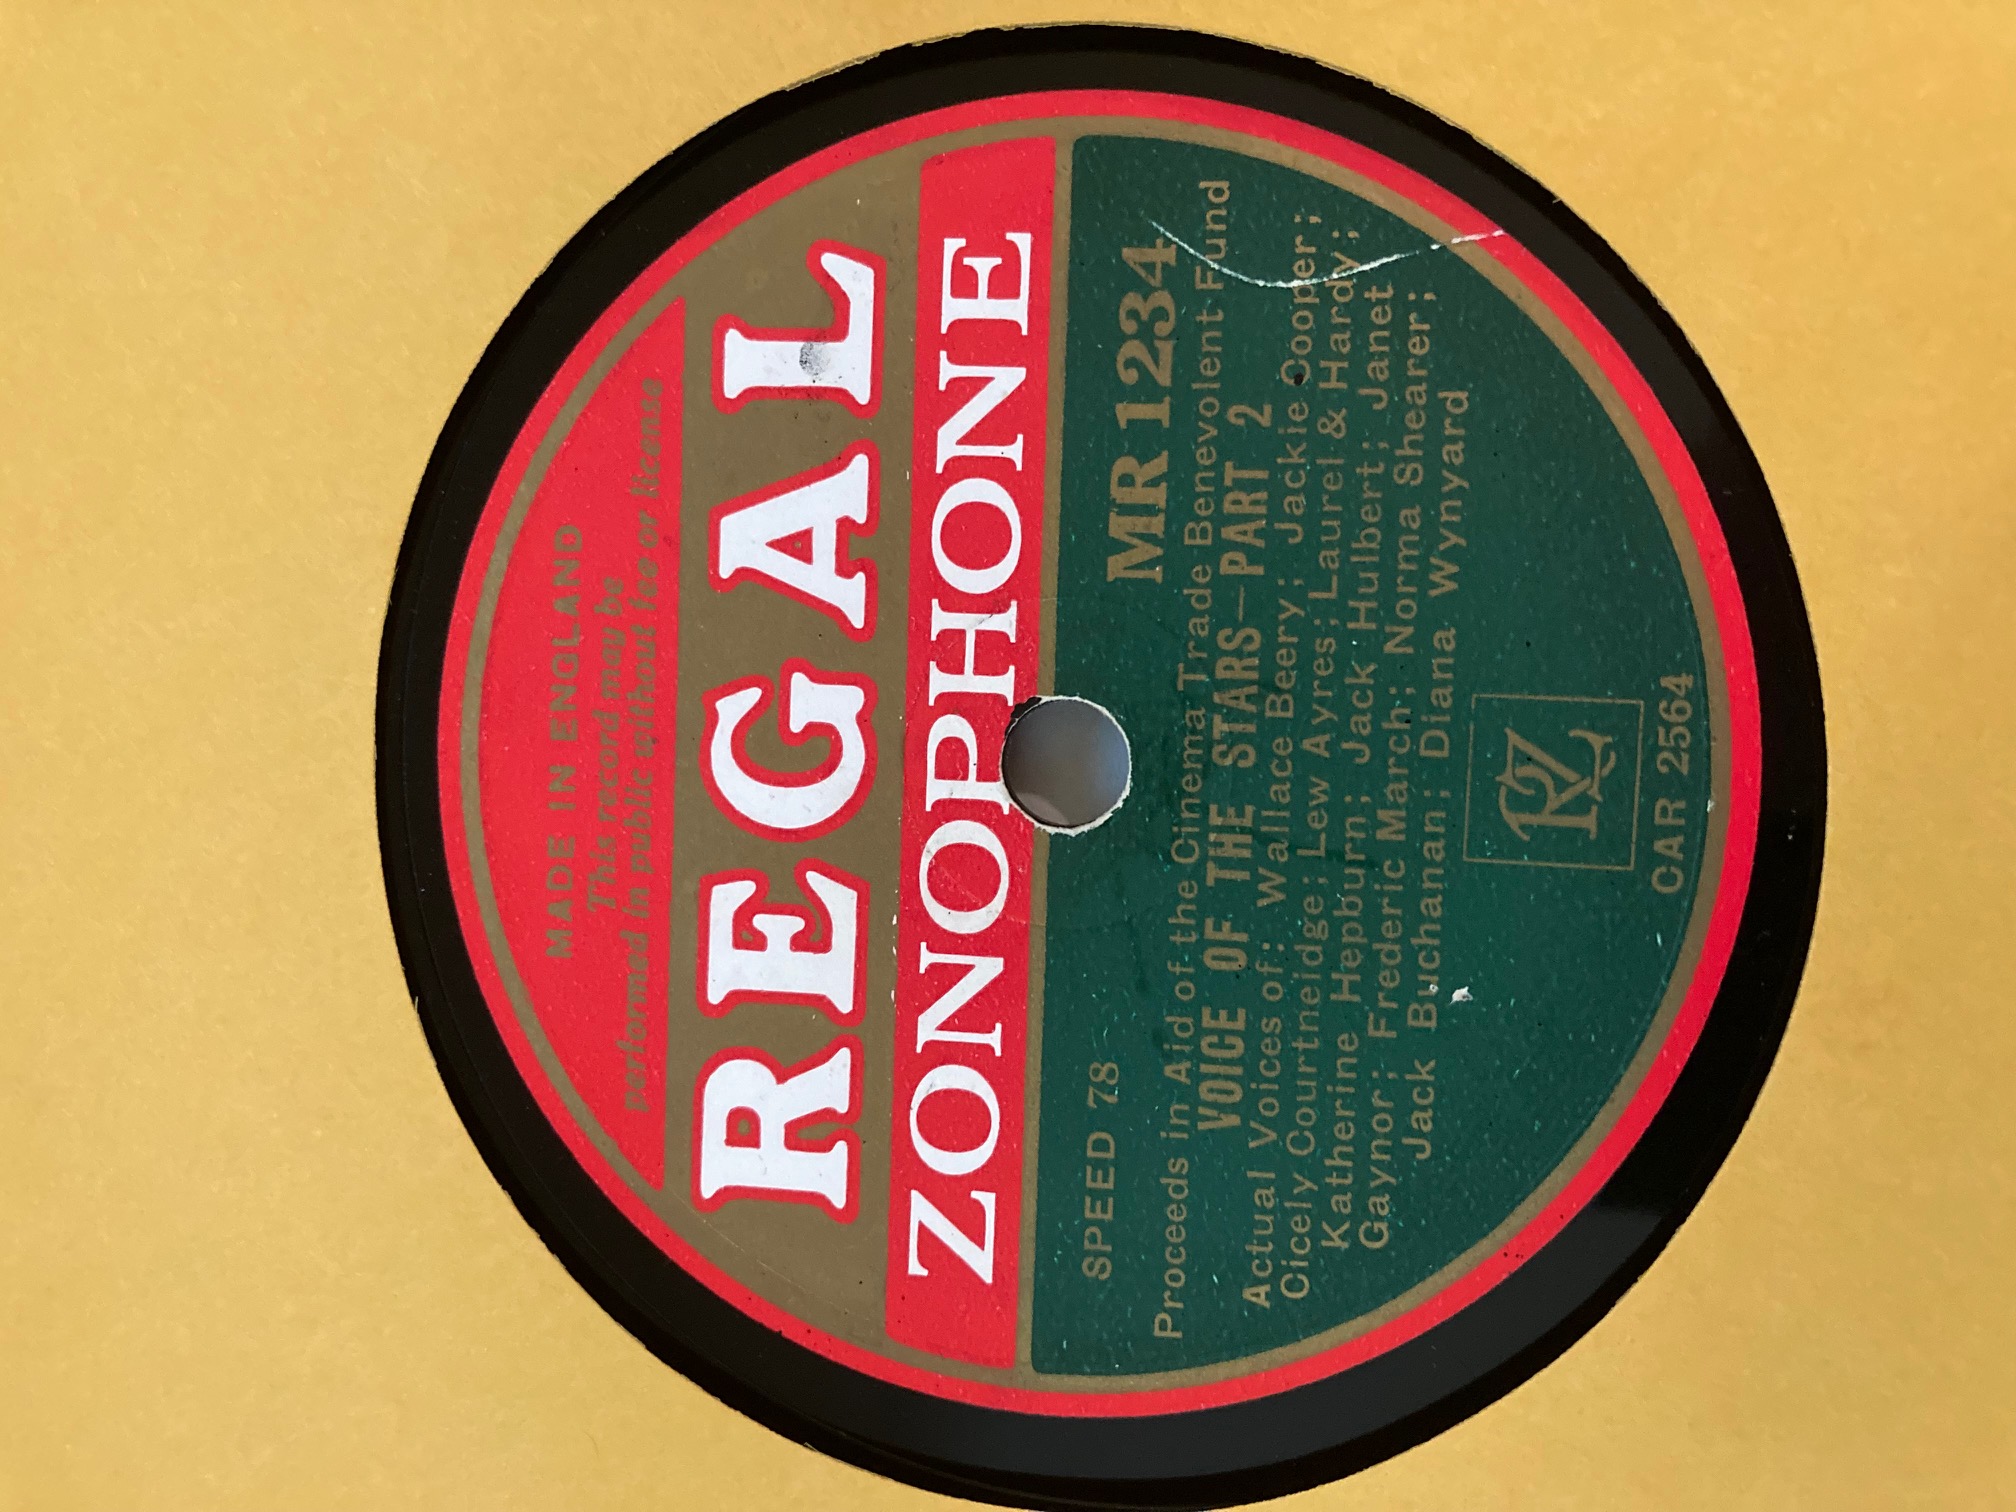 MADE IN ENGLAND
This record may be
performed in public without fee or license
REGAL
ZONOPHONE
SPEED 78 MR 1234
Proceeds in Aid of the Cinema Trade Benevolent Fund
VOICE OF THE STARS—PART 2
Actual Voices of: Wallace Beery; Jackie Cooper;
Cicely Courtneidge; Lew Ayres; Laurel & Hardy;
Katherine Hepburn; Jack Hulbert; Janet
Gaynor; Frederic March; Norma Shearer;
Jack Buchanan; Diana Wynyard
RZ
CAR 2564